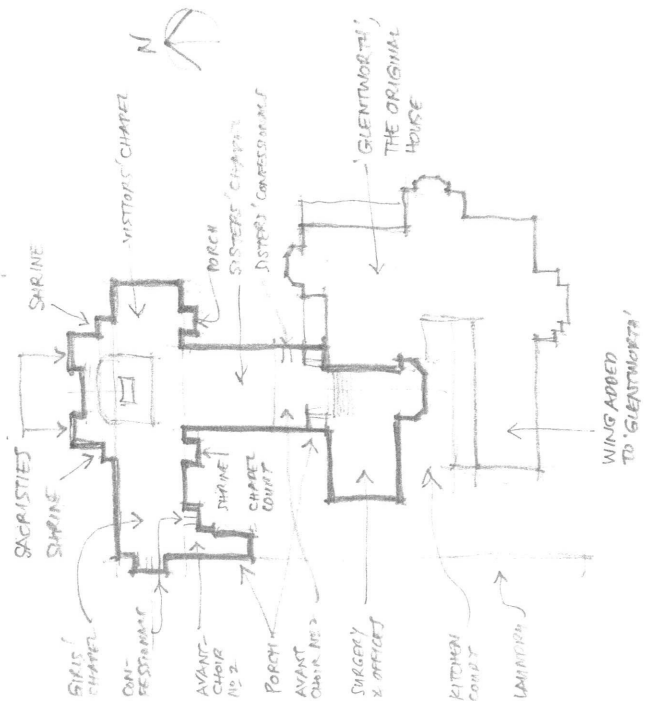 N
SACRISTIES
SHRINE
SHRINE
VISITORS' CHAPEL
PORCH
SISTERS' CHAPEL
SISTERS' CONFESSIONALS
'GLENTWORTH',
THE ORIGINAL
HOUSE
GIRLS'
CHAPEL
CON-
FESSIONALS
AVANT-
CHOIR
No 2
SHRINE
CHAPEL
COURT
PORCH
AVANT
CHOIR No 2
SURGERY
& OFFICES
KITCHEN
COURT
LAUNDRY
WING ADDED
TO 'GLENTWORTH'